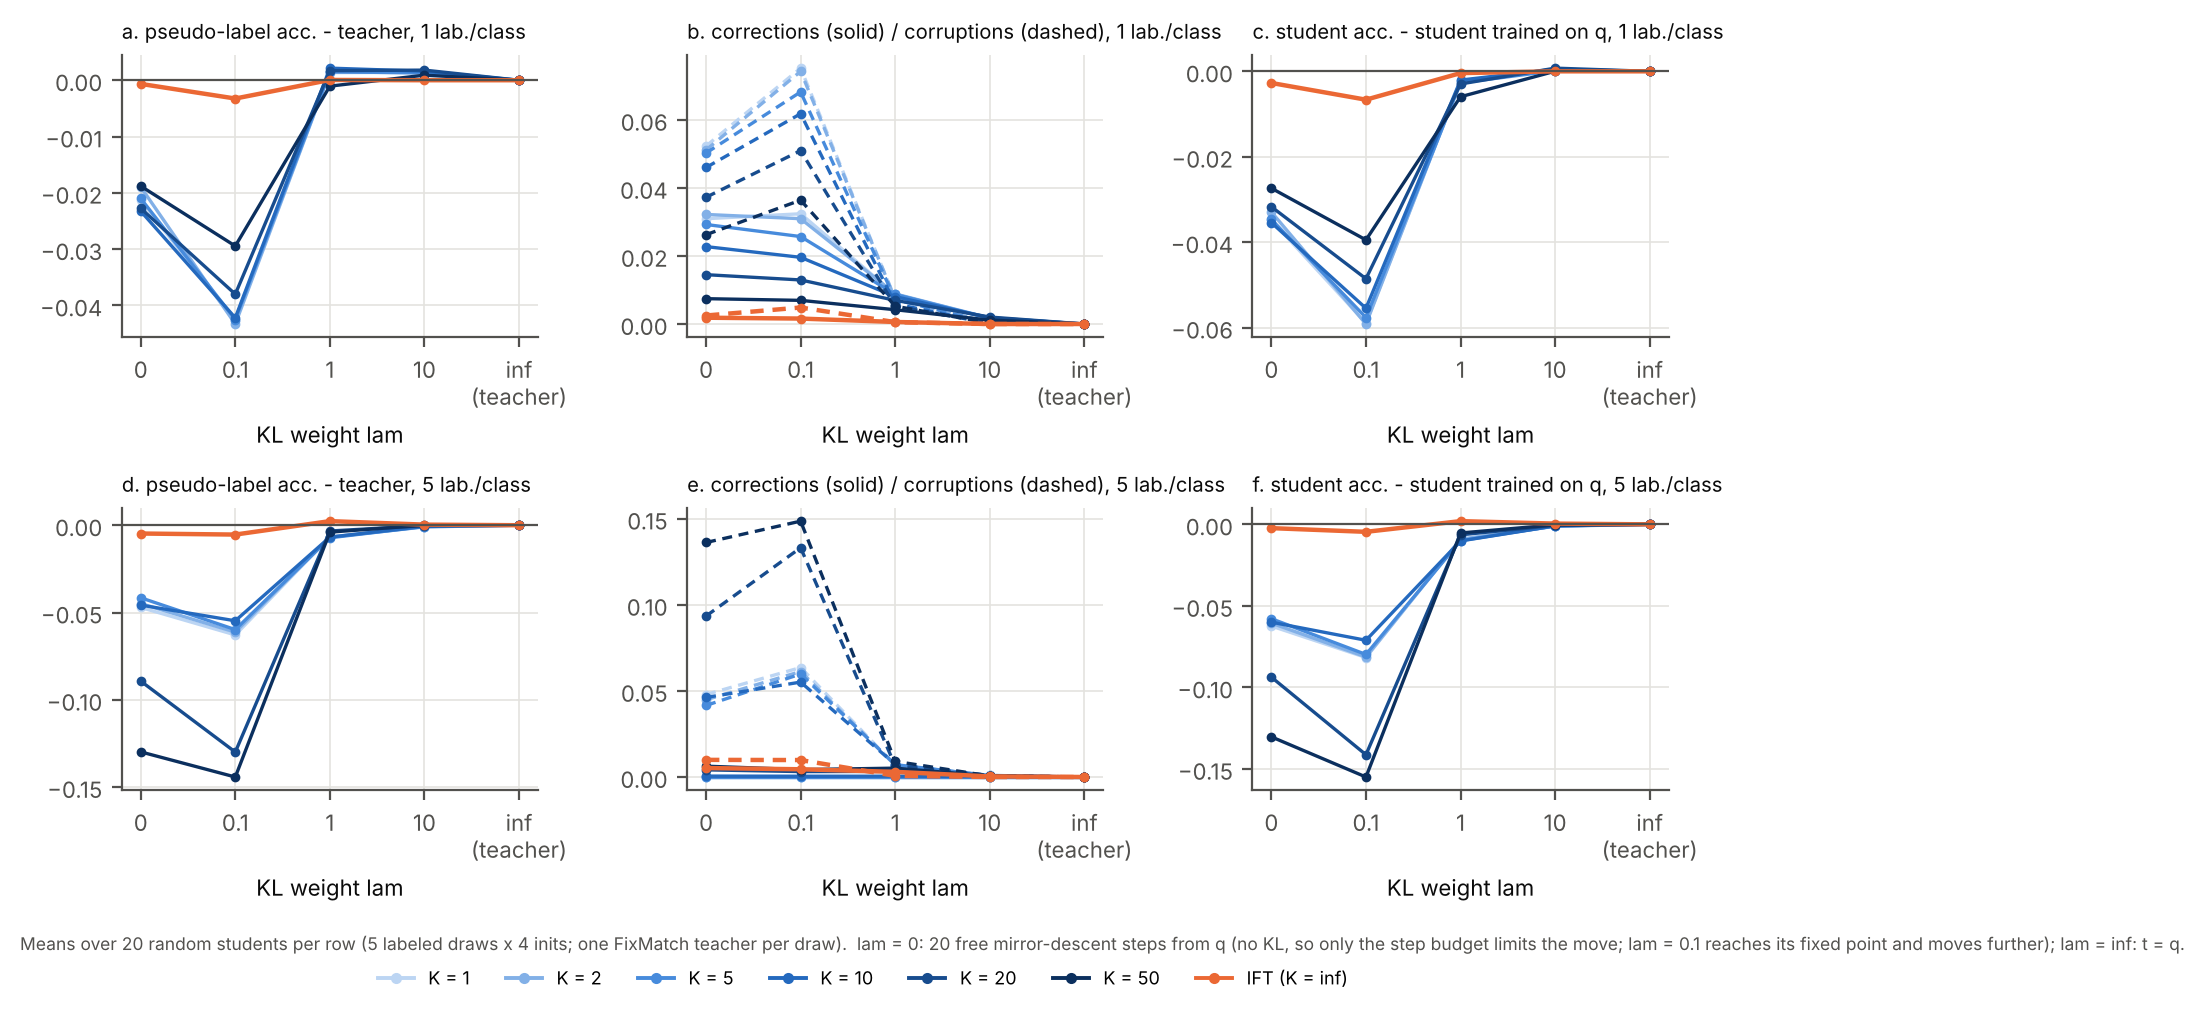 a. pseudo-label acc. - teacher, 1 lab./class
0.00
−0.01
−0.02
−0.03
−0.04
0
0.1
1
10
inf
(teacher)
KL weight lam
b. corrections (solid) / corruptions (dashed), 1 lab./class
0.06
0.04
0.02
0.00
0
0.1
1
10
inf
(teacher)
KL weight lam
c. student acc. - student trained on q, 1 lab./class
0.00
−0.02
−0.04
−0.06
0
0.1
1
10
inf
(teacher)
KL weight lam
d. pseudo-label acc. - teacher, 5 lab./class
0.00
−0.05
−0.10
−0.15
0
0.1
1
10
inf
(teacher)
KL weight lam
e. corrections (solid) / corruptions (dashed), 5 lab./class
0.15
0.10
0.05
0.00
0
0.1
1
10
inf
(teacher)
KL weight lam
f. student acc. - student trained on q, 5 lab./class
0.00
−0.05
−0.10
−0.15
0
0.1
1
10
inf
(teacher)
KL weight lam
Means over 20 random students per row (5 labeled draws x 4 inits; one FixMatch teacher per draw).  lam = 0: 20 free mirror-descent steps from q (no KL, so only the step budget limits the move; lam = 0.1 reaches its fixed point and moves further); lam = inf: t = q.
K = 1
K = 2
K = 5
K = 10
K = 20
K = 50
IFT (K = inf)